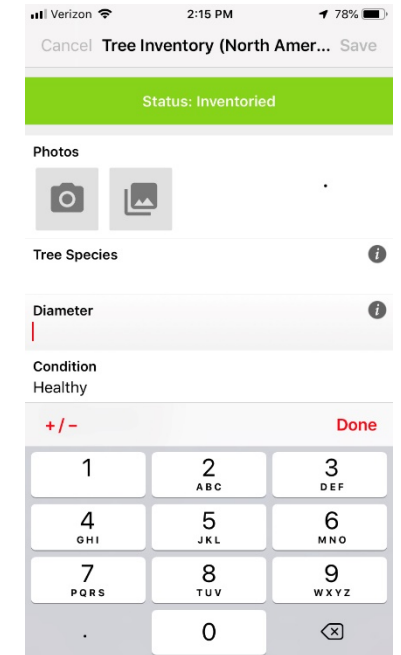 Verizon 2:15 PM 78%
Cancel Tree Inventory (North Amer... Save
Status: Inventoried
Photos
Tree Species i
Diameter i
Condition
Healthy
+/- Done
1 2 3
ABC DEF
4 5 6
GHI JKL MNO
7 8 9
PQRS TUV WXYZ
. 0